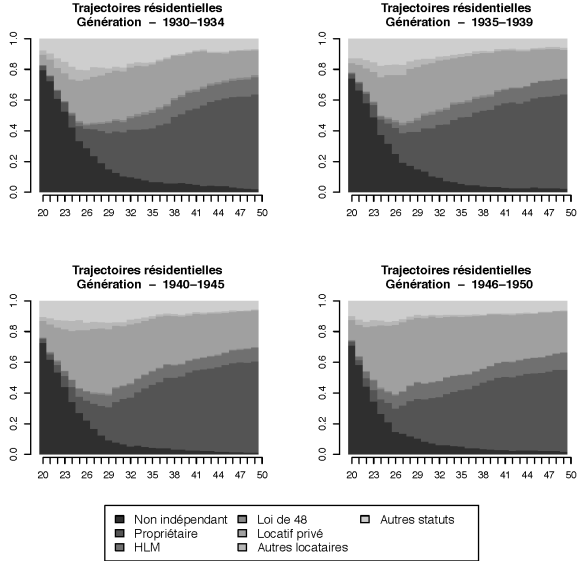 Trajectoires résidentielles
Génération – 1930–1934
1.0
0.8
0.6
0.4
0.2
0.0
20 23 26 29 32 35 38 41 44 47 50
Trajectoires résidentielles
Génération – 1935–1939
1.0
0.8
0.6
0.4
0.2
0.0
20 23 26 29 32 35 38 41 44 47 50
Trajectoires résidentielles
Génération – 1940–1945
1.0
0.8
0.6
0.4
0.2
0.0
20 23 26 29 32 35 38 41 44 47 50
Trajectoires résidentielles
Génération – 1946–1950
1.0
0.8
0.6
0.4
0.2
0.0
20 23 26 29 32 35 38 41 44 47 50
Non indépendant
Propriétaire
HLM
Loi de 48
Locatif privé
Autres locataires
Autres statuts